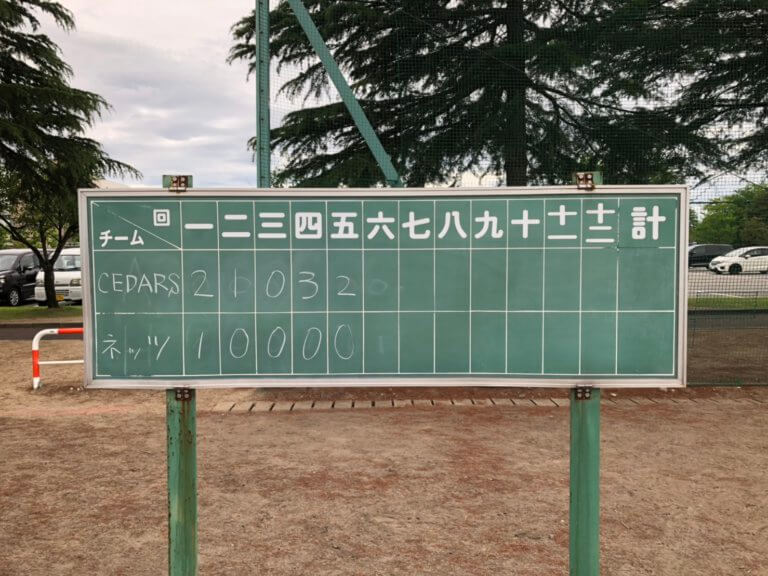 チーム 回 一 二 三 四 五 六 七 八 九 十 十一 十二 計
CEDARS 2 1 0 3 2
ネッツ 1 0 0 0 0